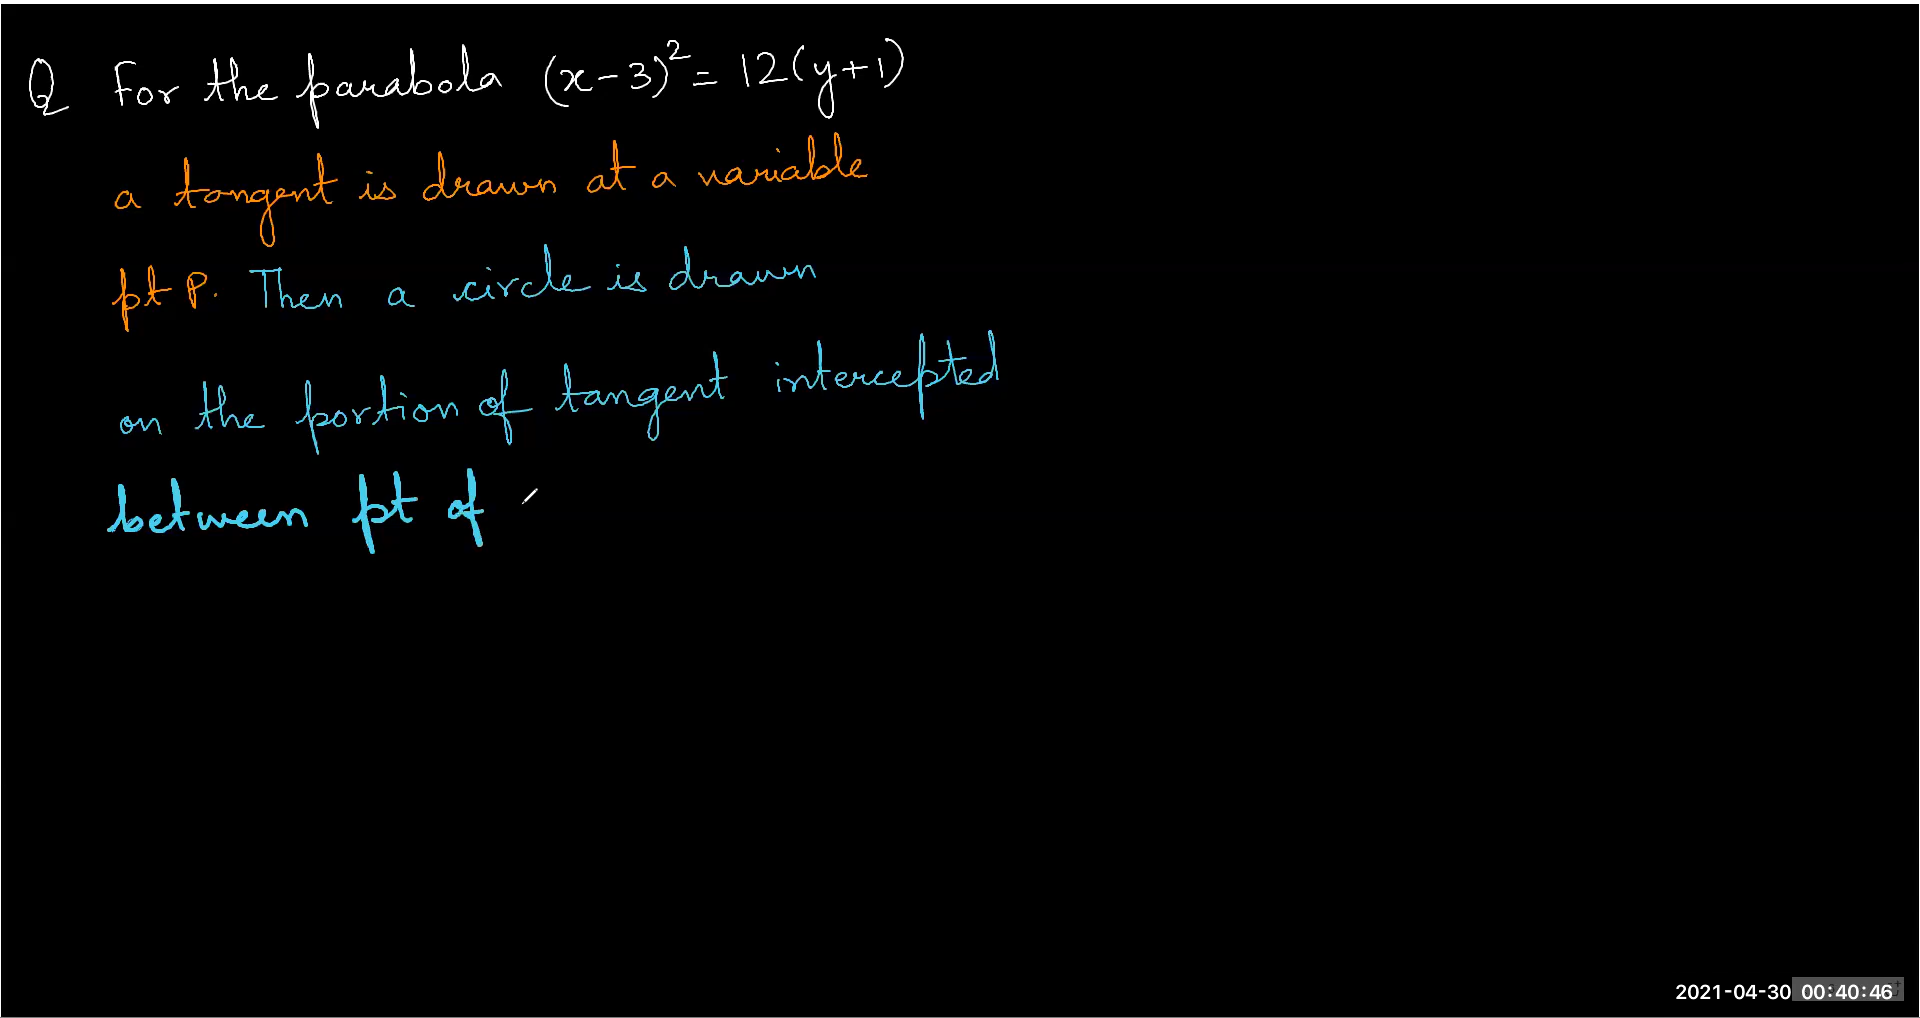 Q For the parabola (x-3)² = 12(y+1)
a tangent is drawn at a variable
pt P. Then a circle is drawn
on the portion of tangent intercepted
between pt of
2021-04-30 00:40:46